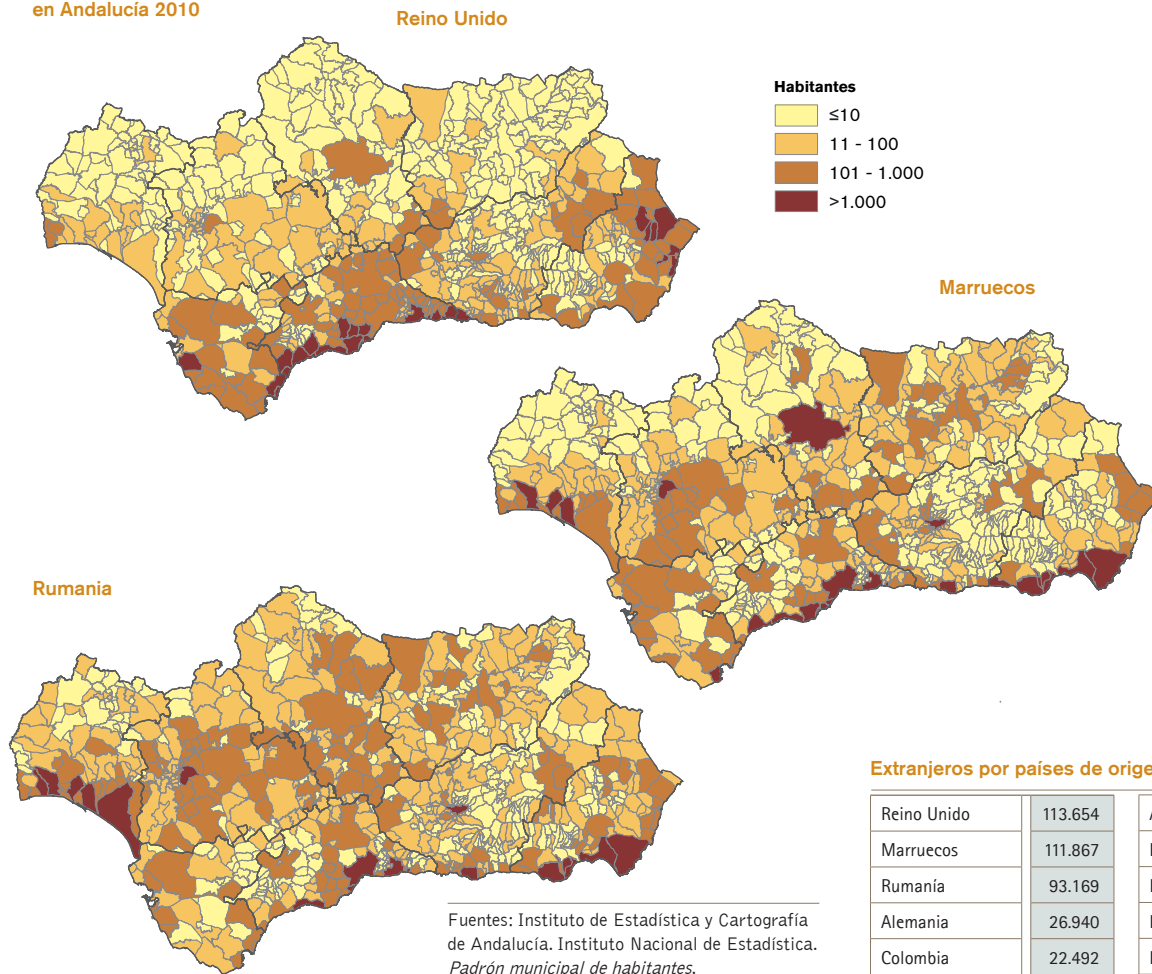 en Andalucía 2010
Reino Unido
Habitantes
≤10
11 - 100
101 - 1.000
>1.000
Marruecos
Rumania
Fuentes: Instituto de Estadística y Cartografía
de Andalucía. Instituto Nacional de Estadística.
Padrón municipal de habitantes.
Extranjeros por países de orige
Reino Unido 113.654
Marruecos 111.867
Rumanía 93.169
Alemania 26.940
Colombia 22.492